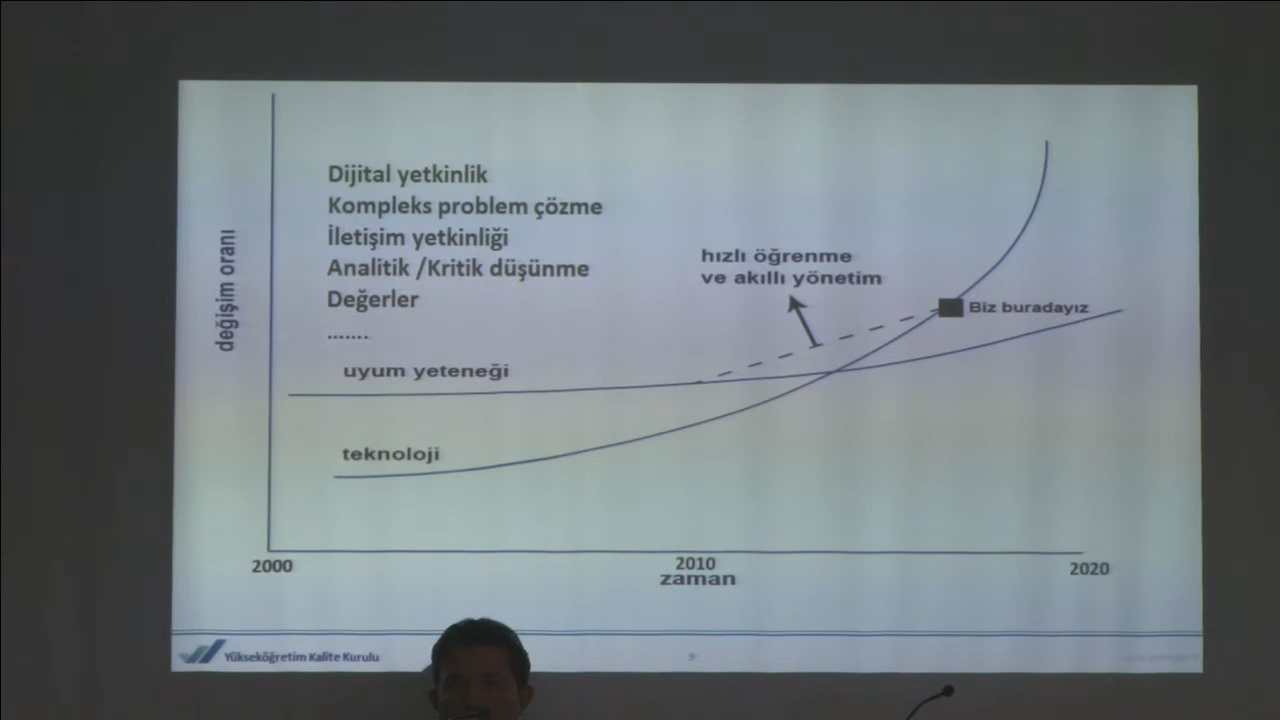 değişim oranı
Dijital yetkinlik
Kompleks problem çözme
İletişim yetkinliği
Analitik /Kritik düşünme
Değerler
.......
hızlı öğrenme
ve akıllı yönetim
Biz buradayız
uyum yeteneği
teknoloji
2000
2010
2020
zaman
Yükseköğretim Kalite Kurulu
9